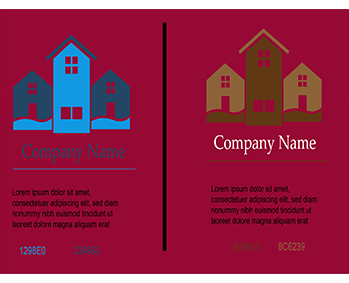 Company Name
Lorem ipsum dolor sit amet,
consectetuer adipiscing elit, sed diam
nonummy nibh euismod tincidunt ut
laoreet dolore magna aliquam erat
1296E0
Company Name
Lorem ipsum dolor sit amet,
consectetuer adipiscing elit, sed diam
nonummy nibh euismod tincidunt ut
laoreet dolore magna aliquam erat
8C6239